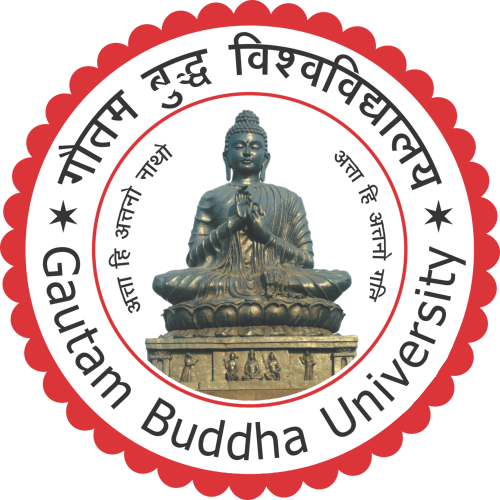 गौतम बुद्ध विश्वविद्यालय
अत्ता हि अत्तनो नाथो
अत्ता हि अत्तनो गति
Gautam Buddha University